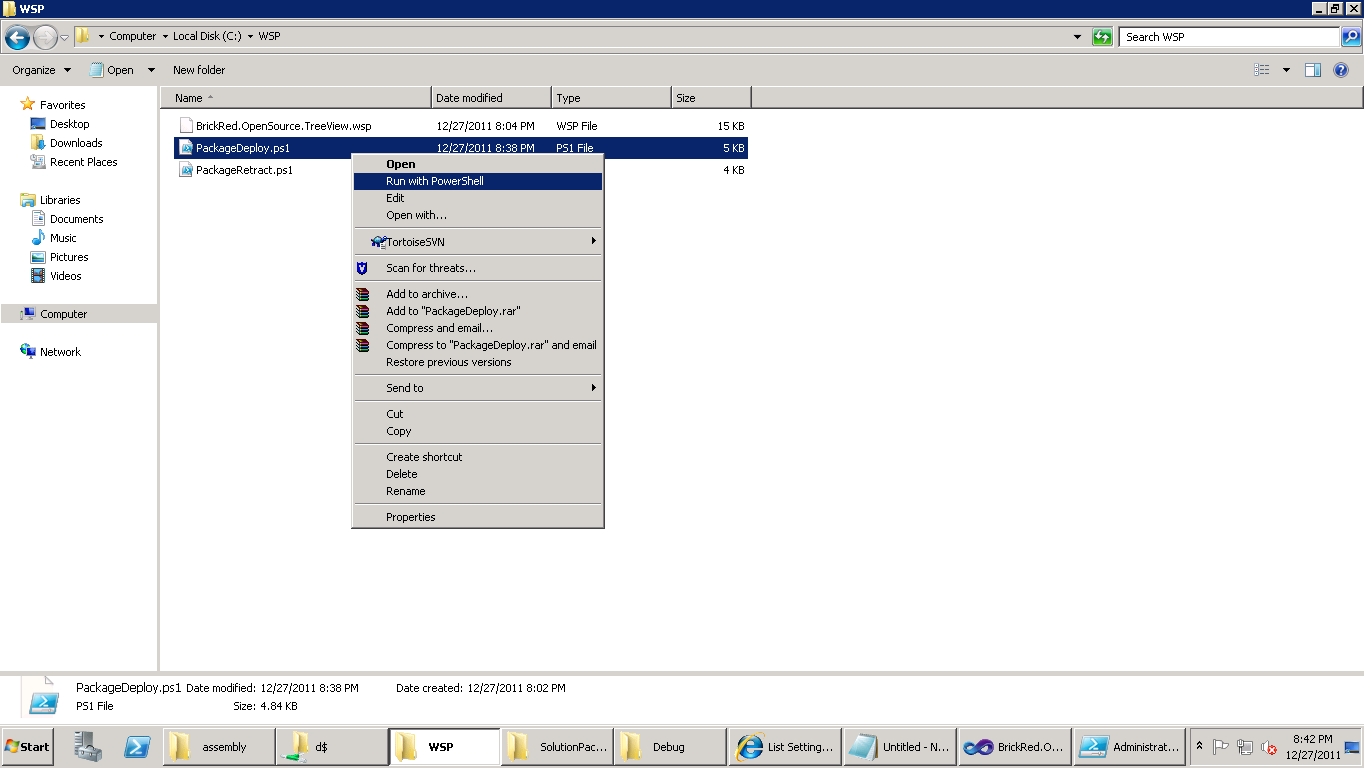 WSP
Computer Local Disk (C:) WSP Search WSP
Organize Open New folder
Name Date modified Type Size
Favorites
Desktop
Downloads
Recent Places
Libraries
Documents
Music
Pictures
Videos
Computer
Network
BrickRed.OpenSource.TreeView.wsp 12/27/2011 8:04 PM WSP File 15 KB
PackageDeploy.ps1 12/27/2011 8:38 PM PS1 File 5 KB
PackageRetract.ps1 4 KB
Open
Run with PowerShell
Edit
Open with...
TortoiseSVN
Scan for threats...
Add to archive...
Add to "PackageDeploy.rar"
Compress and email...
Compress to "PackageDeploy.rar" and email
Restore previous versions
Send to
Cut
Copy
Create shortcut
Delete
Rename
Properties
PackageDeploy.ps1 Date modified: 12/27/2011 8:38 PM Date created: 12/27/2011 8:02 PM
PS1 File Size: 4.84 KB
Start assembly d$ WSP SolutionPac... Debug List Setting... Untitled - N... BrickRed.O... Administrat... 8:42 PM
12/27/2011